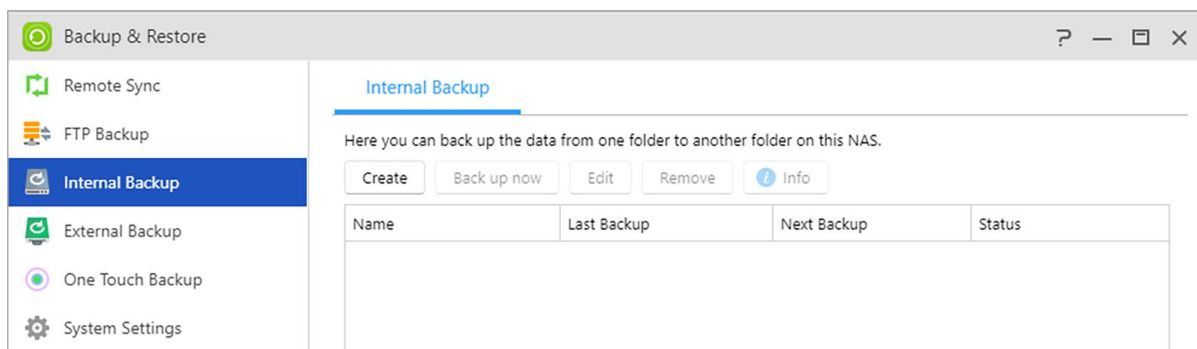 Backup & Restore
Remote Sync
FTP Backup
Internal Backup
External Backup
One Touch Backup
System Settings
Internal Backup
Here you can back up the data from one folder to another folder on this NAS.
Create Back up now Edit Remove Info
Name Last Backup Next Backup Status